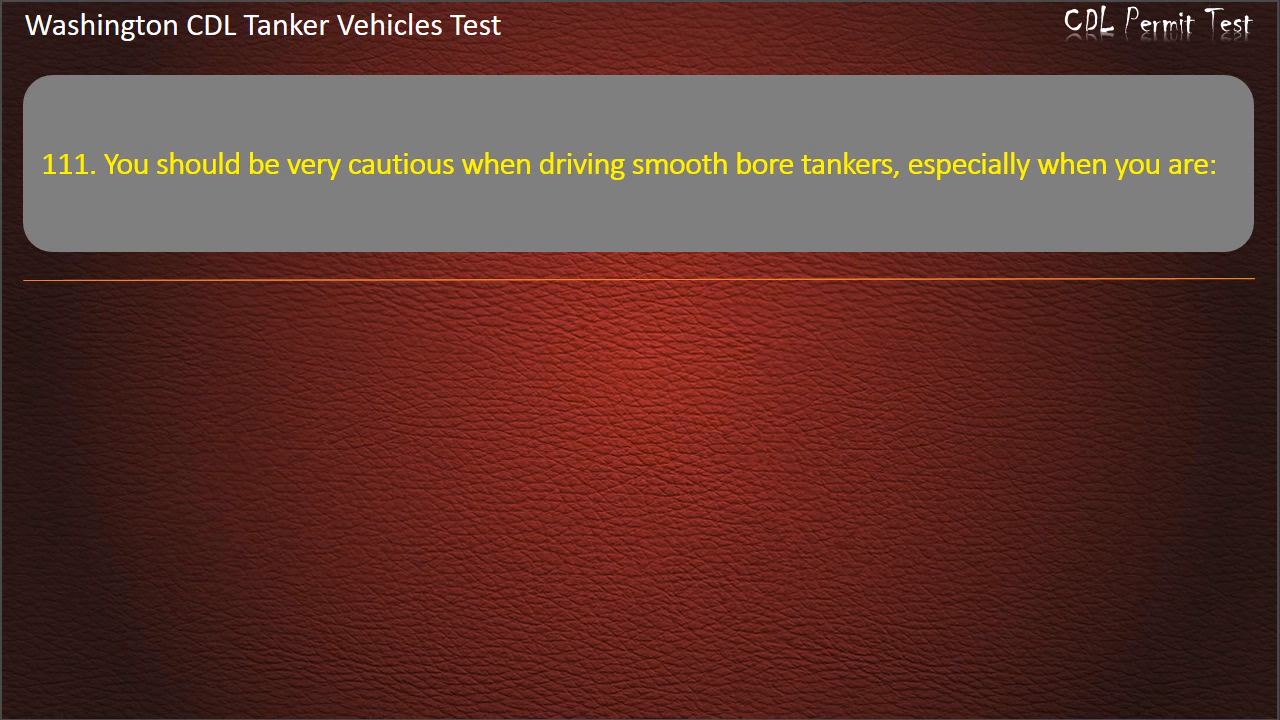 Washington CDL Tanker Vehicles Test
CDL Permit Test
111. You should be very cautious when driving smooth bore tankers, especially when you are: